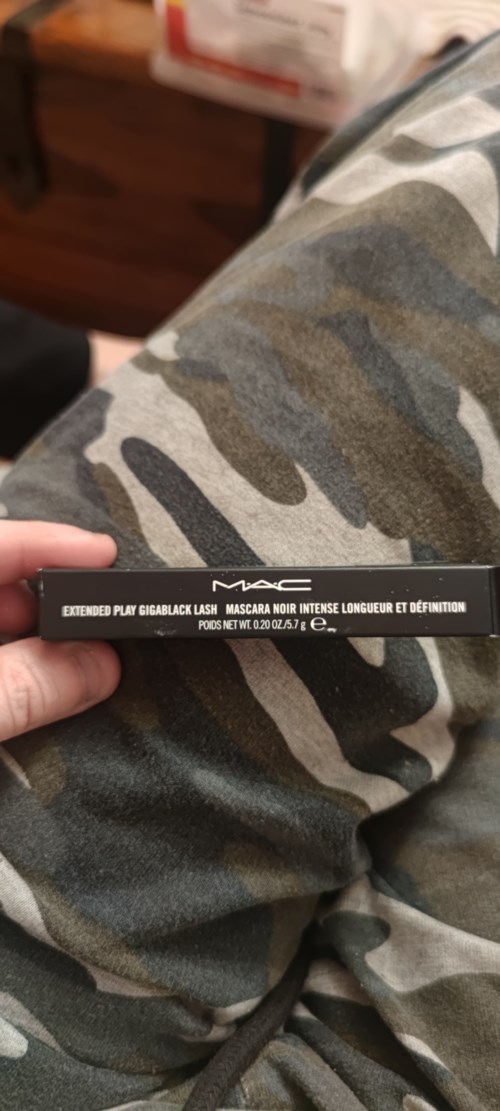 M·A·C
EXTENDED PLAY GIGABLACK LASH MASCARA NOIR INTENSE LONGUEUR ET DÉFINITION
POIDS NET WT. 0.20 OZ./5.7 g ℮